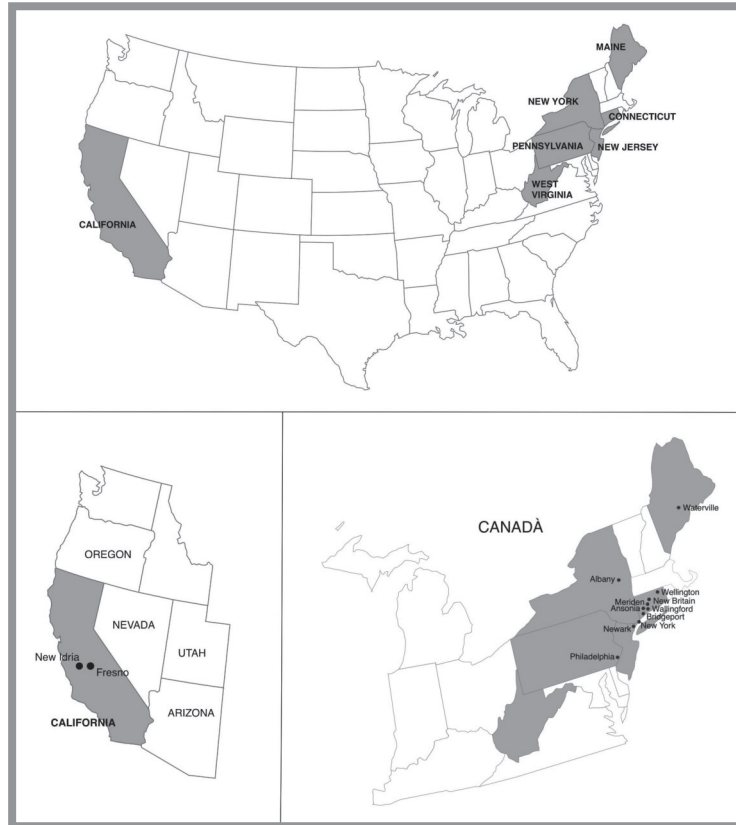 MAINE
NEW YORK
CONNECTICUT
PENNSYLVANIA
NEW JERSEY
WEST
VIRGINIA
CALIFORNIA
OREGON
NEVADA
UTAH
New Idria
Fresno
ARIZONA
CALIFORNIA
CANADÀ
Waterville
Albany
Wellington
Meriden
New Britain
Ansonia
Wallingford
Bridgeport
New York
Newark
Philadelphia